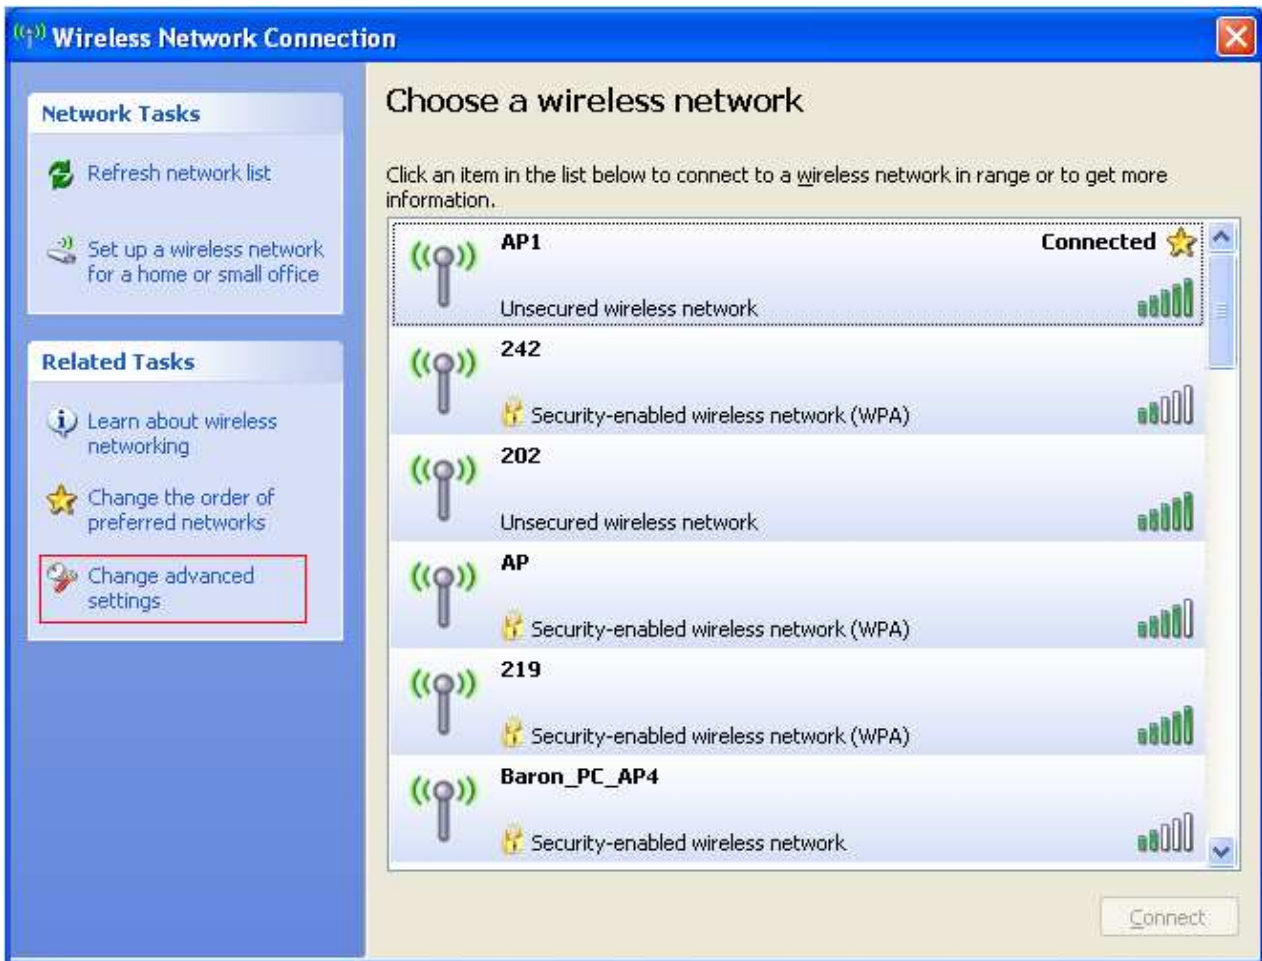 Wireless Network Connection
Network Tasks
Refresh network list
Set up a wireless network
for a home or small office
Related Tasks
Learn about wireless
networking
Change the order of
preferred networks
Change advanced
settings
Choose a wireless network
Click an item in the list below to connect to a wireless network in range or to get more
information.
AP1
Connected
Unsecured wireless network
242
Security-enabled wireless network (WPA)
202
Unsecured wireless network
AP
Security-enabled wireless network (WPA)
219
Security-enabled wireless network (WPA)
Baron_PC_AP4
Security-enabled wireless network
Connect